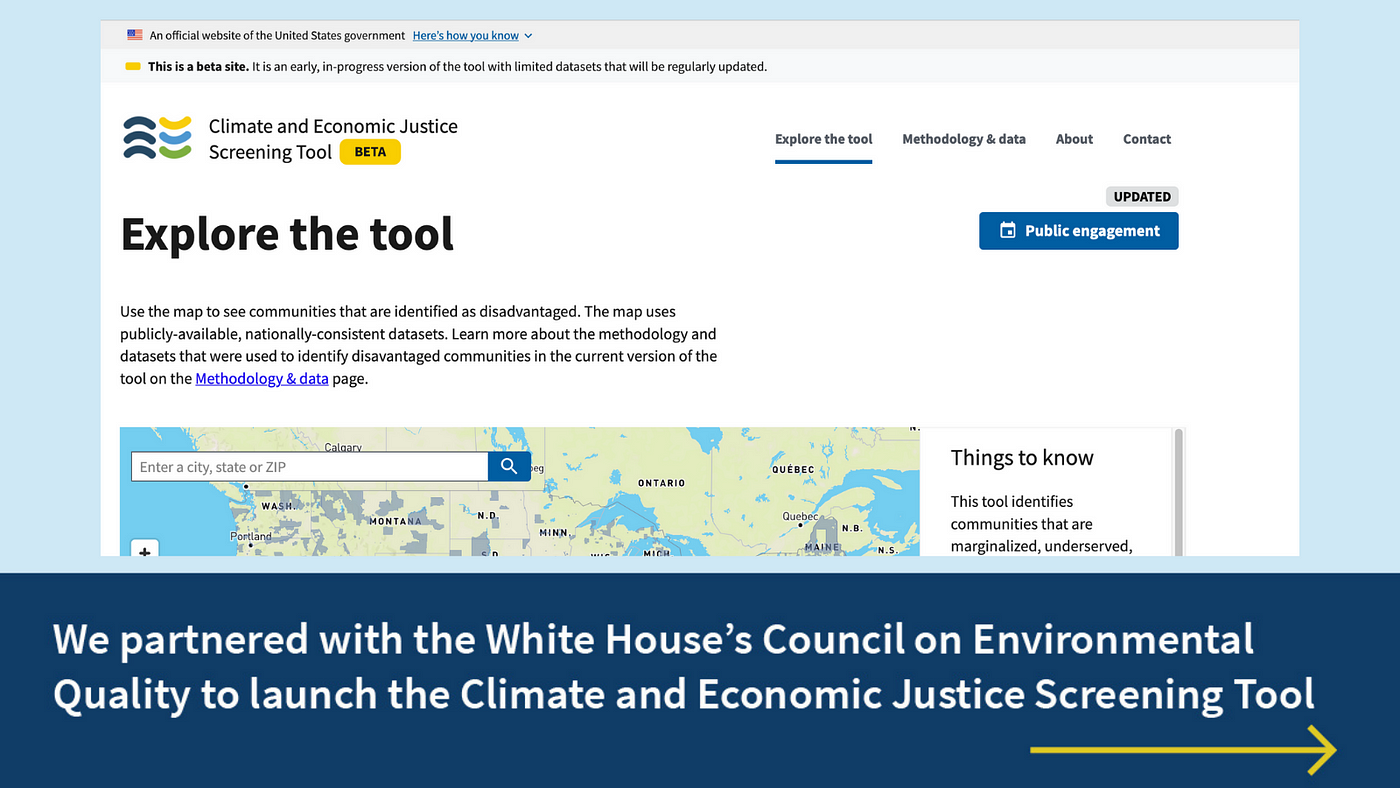 An official website of the United States government Here's how you know
This is a beta site. It is an early, in-progress version of the tool with limited datasets that will be regularly updated.
Climate and Economic Justice
Screening Tool BETA
Explore the tool Methodology & data About Contact
UPDATED
Public engagement
Explore the tool
Use the map to see communities that are identified as disadvantaged. The map uses
publicly-available, nationally-consistent datasets. Learn more about the methodology and
datasets that were used to identify disavantaged communities in the current version of the
tool on the Methodology & data page.
Calgary
Enter a city, state or ZIP
peg
ONTARIO
QUÉBEC
WASH.
MONTANA
N.D.
MINN.
Quebec
N.B.
Portland
S.D.
WIS.
MICH
MAINE
N.S.
+
Things to know
This tool identifies
communities that are
marginalized, underserved,
We partnered with the White House’s Council on Environmental
Quality to launch the Climate and Economic Justice Screening Tool